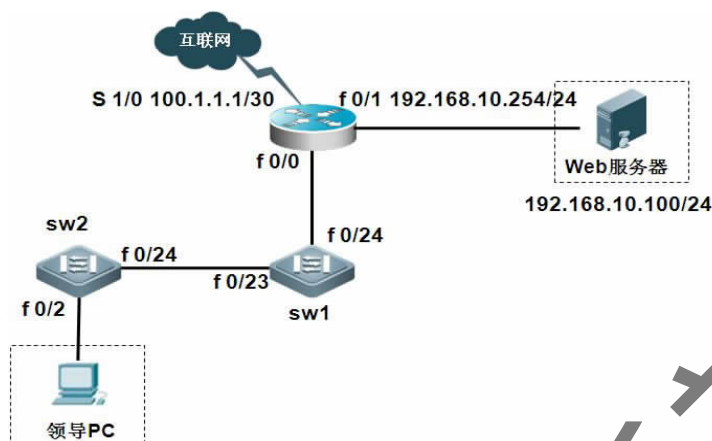 互联网
S 1/0 100.1.1.1/30
f 0/1 192.168.10.254/24
f 0/0
Web服务器
192.168.10.100/24
sw2
f 0/24
f 0/24
f 0/23
f 0/2
sw1
领导PC